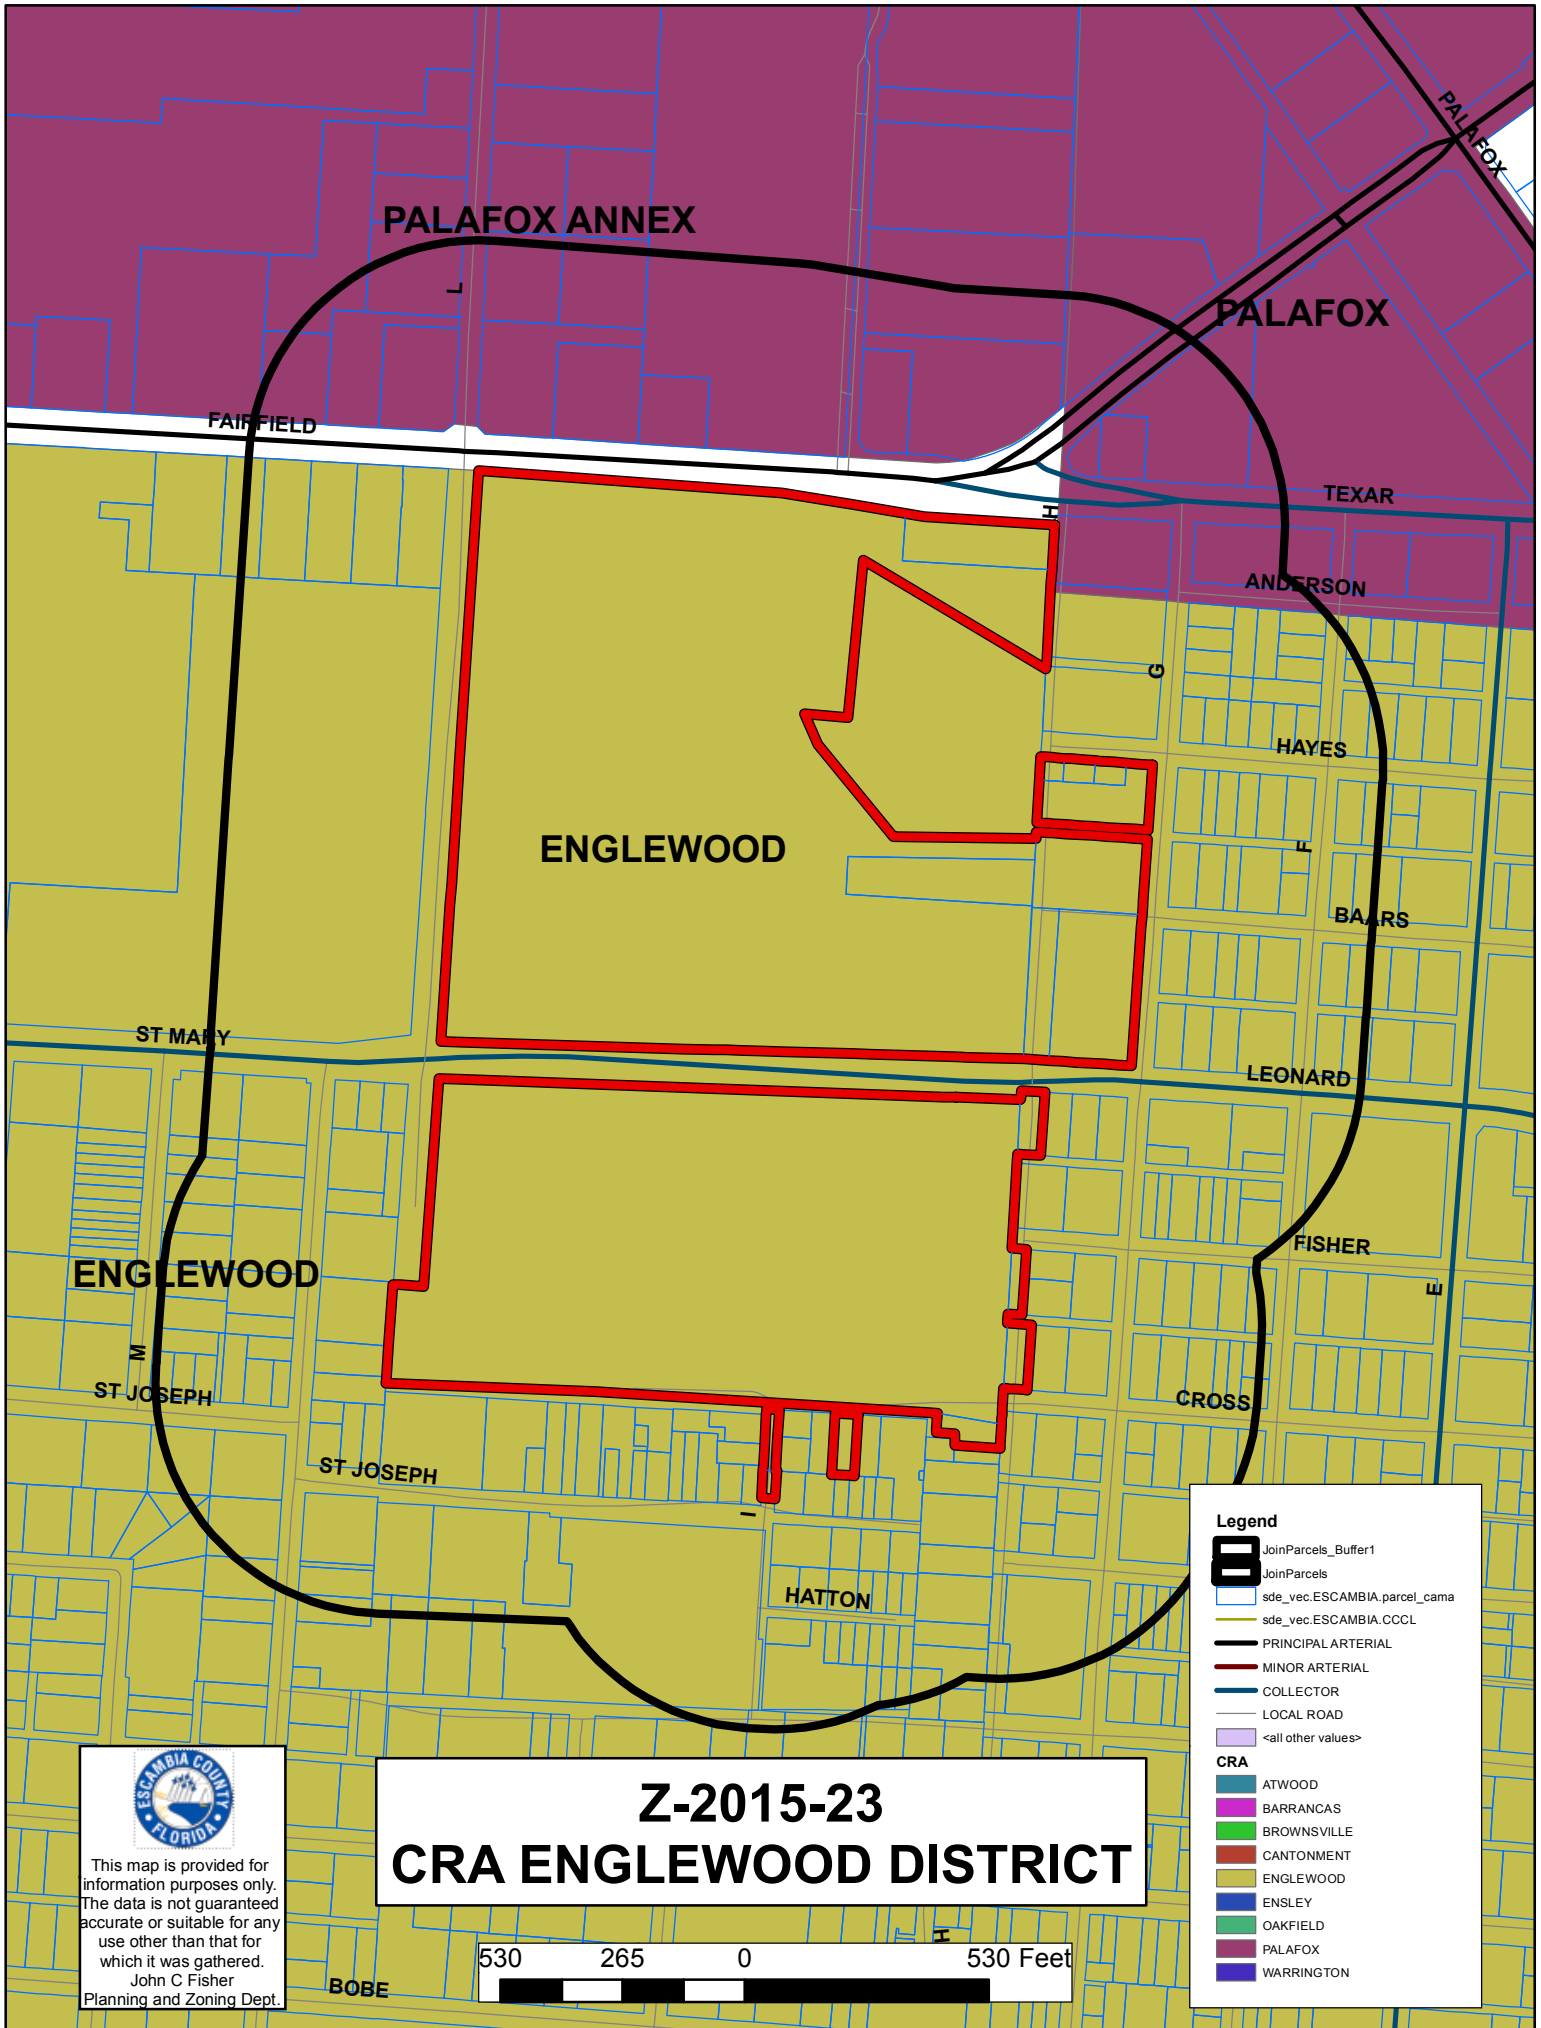 PALAFOX
PALAFOX ANNEX
L
PALAFOX
FAIRFIELD
TEXAR
H
ANDERSON
G
HAYES
ENGLEWOOD
F
BAARS
ST MARY
LEONARD
FISHER
ENGLEWOOD
E
M
ST JOSEPH
CROSS
ST JOSEPH
I
HATTON
Legend
JoinParcels_Buffer1
JoinParcels
sde_vec.ESCAMBIA.parcel_cama
sde_vec.ESCAMBIA.CCCL
PRINCIPAL ARTERIAL
MINOR ARTERIAL
COLLECTOR
LOCAL ROAD
<all other values>
CRA
ATWOOD
BARRANCAS
BROWNSVILLE
CANTONMENT
ENGLEWOOD
ENSLEY
OAKFIELD
PALAFOX
WARRINGTON
ESCAMBIA COUNTY
FLORIDA
This map is provided for
information purposes only.
The data is not guaranteed
accurate or suitable for any
use other than that for
which it was gathered.
John C Fisher
Planning and Zoning Dept.
Z-2015-23
CRA ENGLEWOOD DISTRICT
H
530 265 0 530 Feet
BOBE